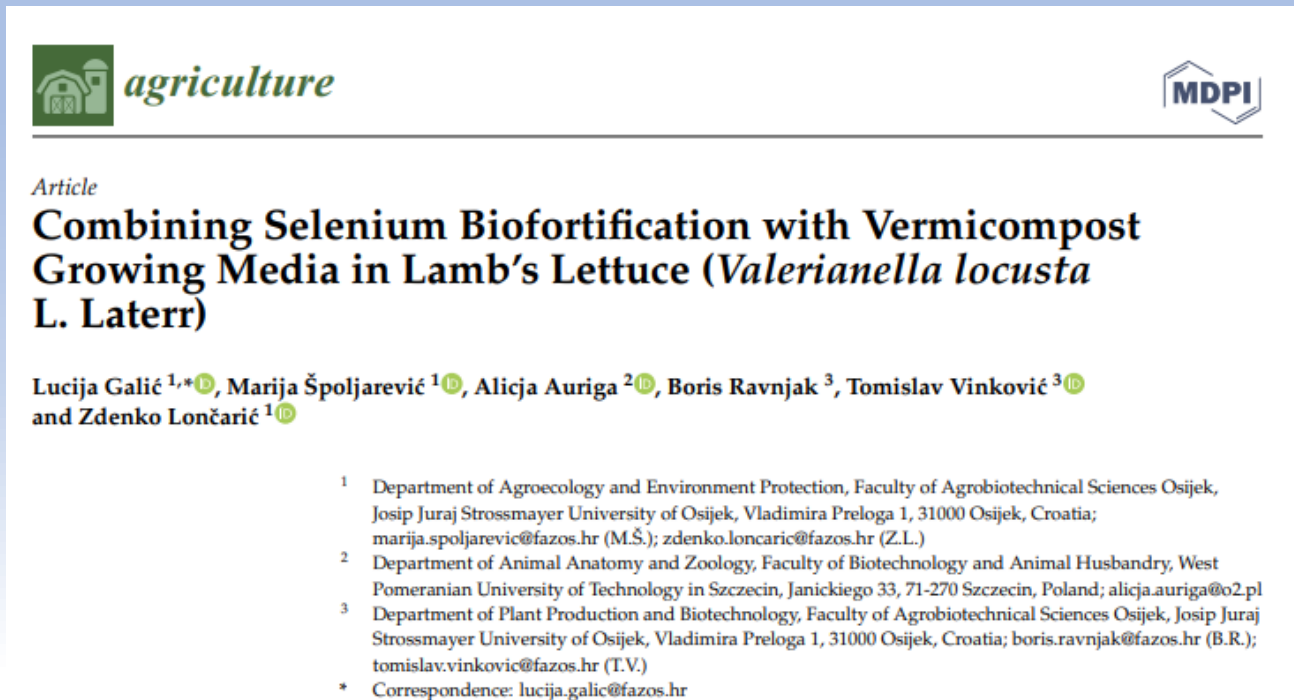 agriculture
MDPI
Article
Combining Selenium Biofortification with Vermicompost
Growing Media in Lamb's Lettuce (Valerianella locusta
L. Laterr)
Lucija Galić 1,* iD, Marija Špoljarević 1 iD, Alicja Auriga 2 iD, Boris Ravnjak 3, Tomislav Vinković 3 iD
and Zdenko Lončarić 1 iD
1 Department of Agroecology and Environment Protection, Faculty of Agrobiotechnical Sciences Osijek,
Josip Juraj Strossmayer University of Osijek, Vladimira Preloga 1, 31000 Osijek, Croatia;
marija.spoljarevic@fazos.hr (M.Š.); zdenko.loncaric@fazos.hr (Z.L.)
2 Department of Animal Anatomy and Zoology, Faculty of Biotechnology and Animal Husbandry, West
Pomeranian University of Technology in Szczecin, Janickiego 33, 71-270 Szczecin, Poland; alicja.auriga@o2.pl
3 Department of Plant Production and Biotechnology, Faculty of Agrobiotechnical Sciences Osijek, Josip Juraj
Strossmayer University of Osijek, Vladimira Preloga 1, 31000 Osijek, Croatia; boris.ravnjak@fazos.hr (B.R.);
tomislav.vinkovic@fazos.hr (T.V.)
* Correspondence: lucija.galic@fazos.hr